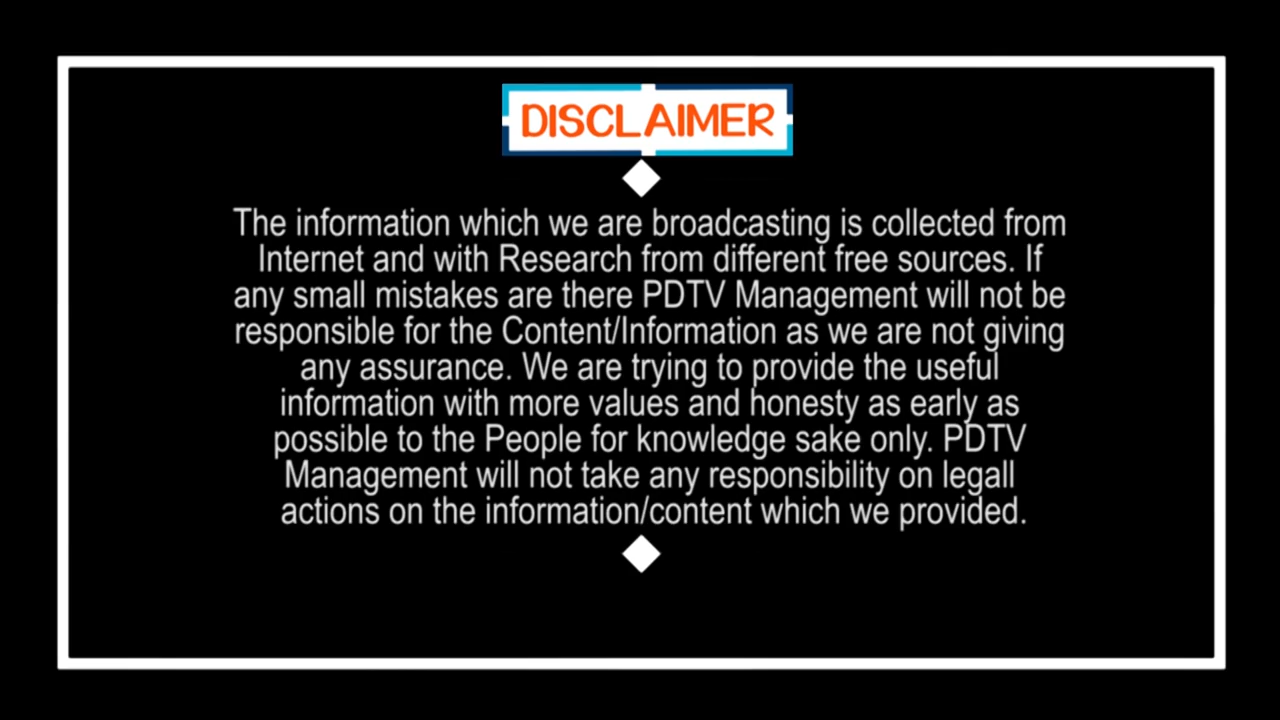 DISCLAIMER
The information which we are broadcasting is collected from
Internet and with Research from different free sources. If
any small mistakes are there PDTV Management will not be
responsible for the Content/Information as we are not giving
any assurance. We are trying to provide the useful
information with more values and honesty as early as
possible to the People for knowledge sake only. PDTV
Management will not take any responsibility on legall
actions on the information/content which we provided.